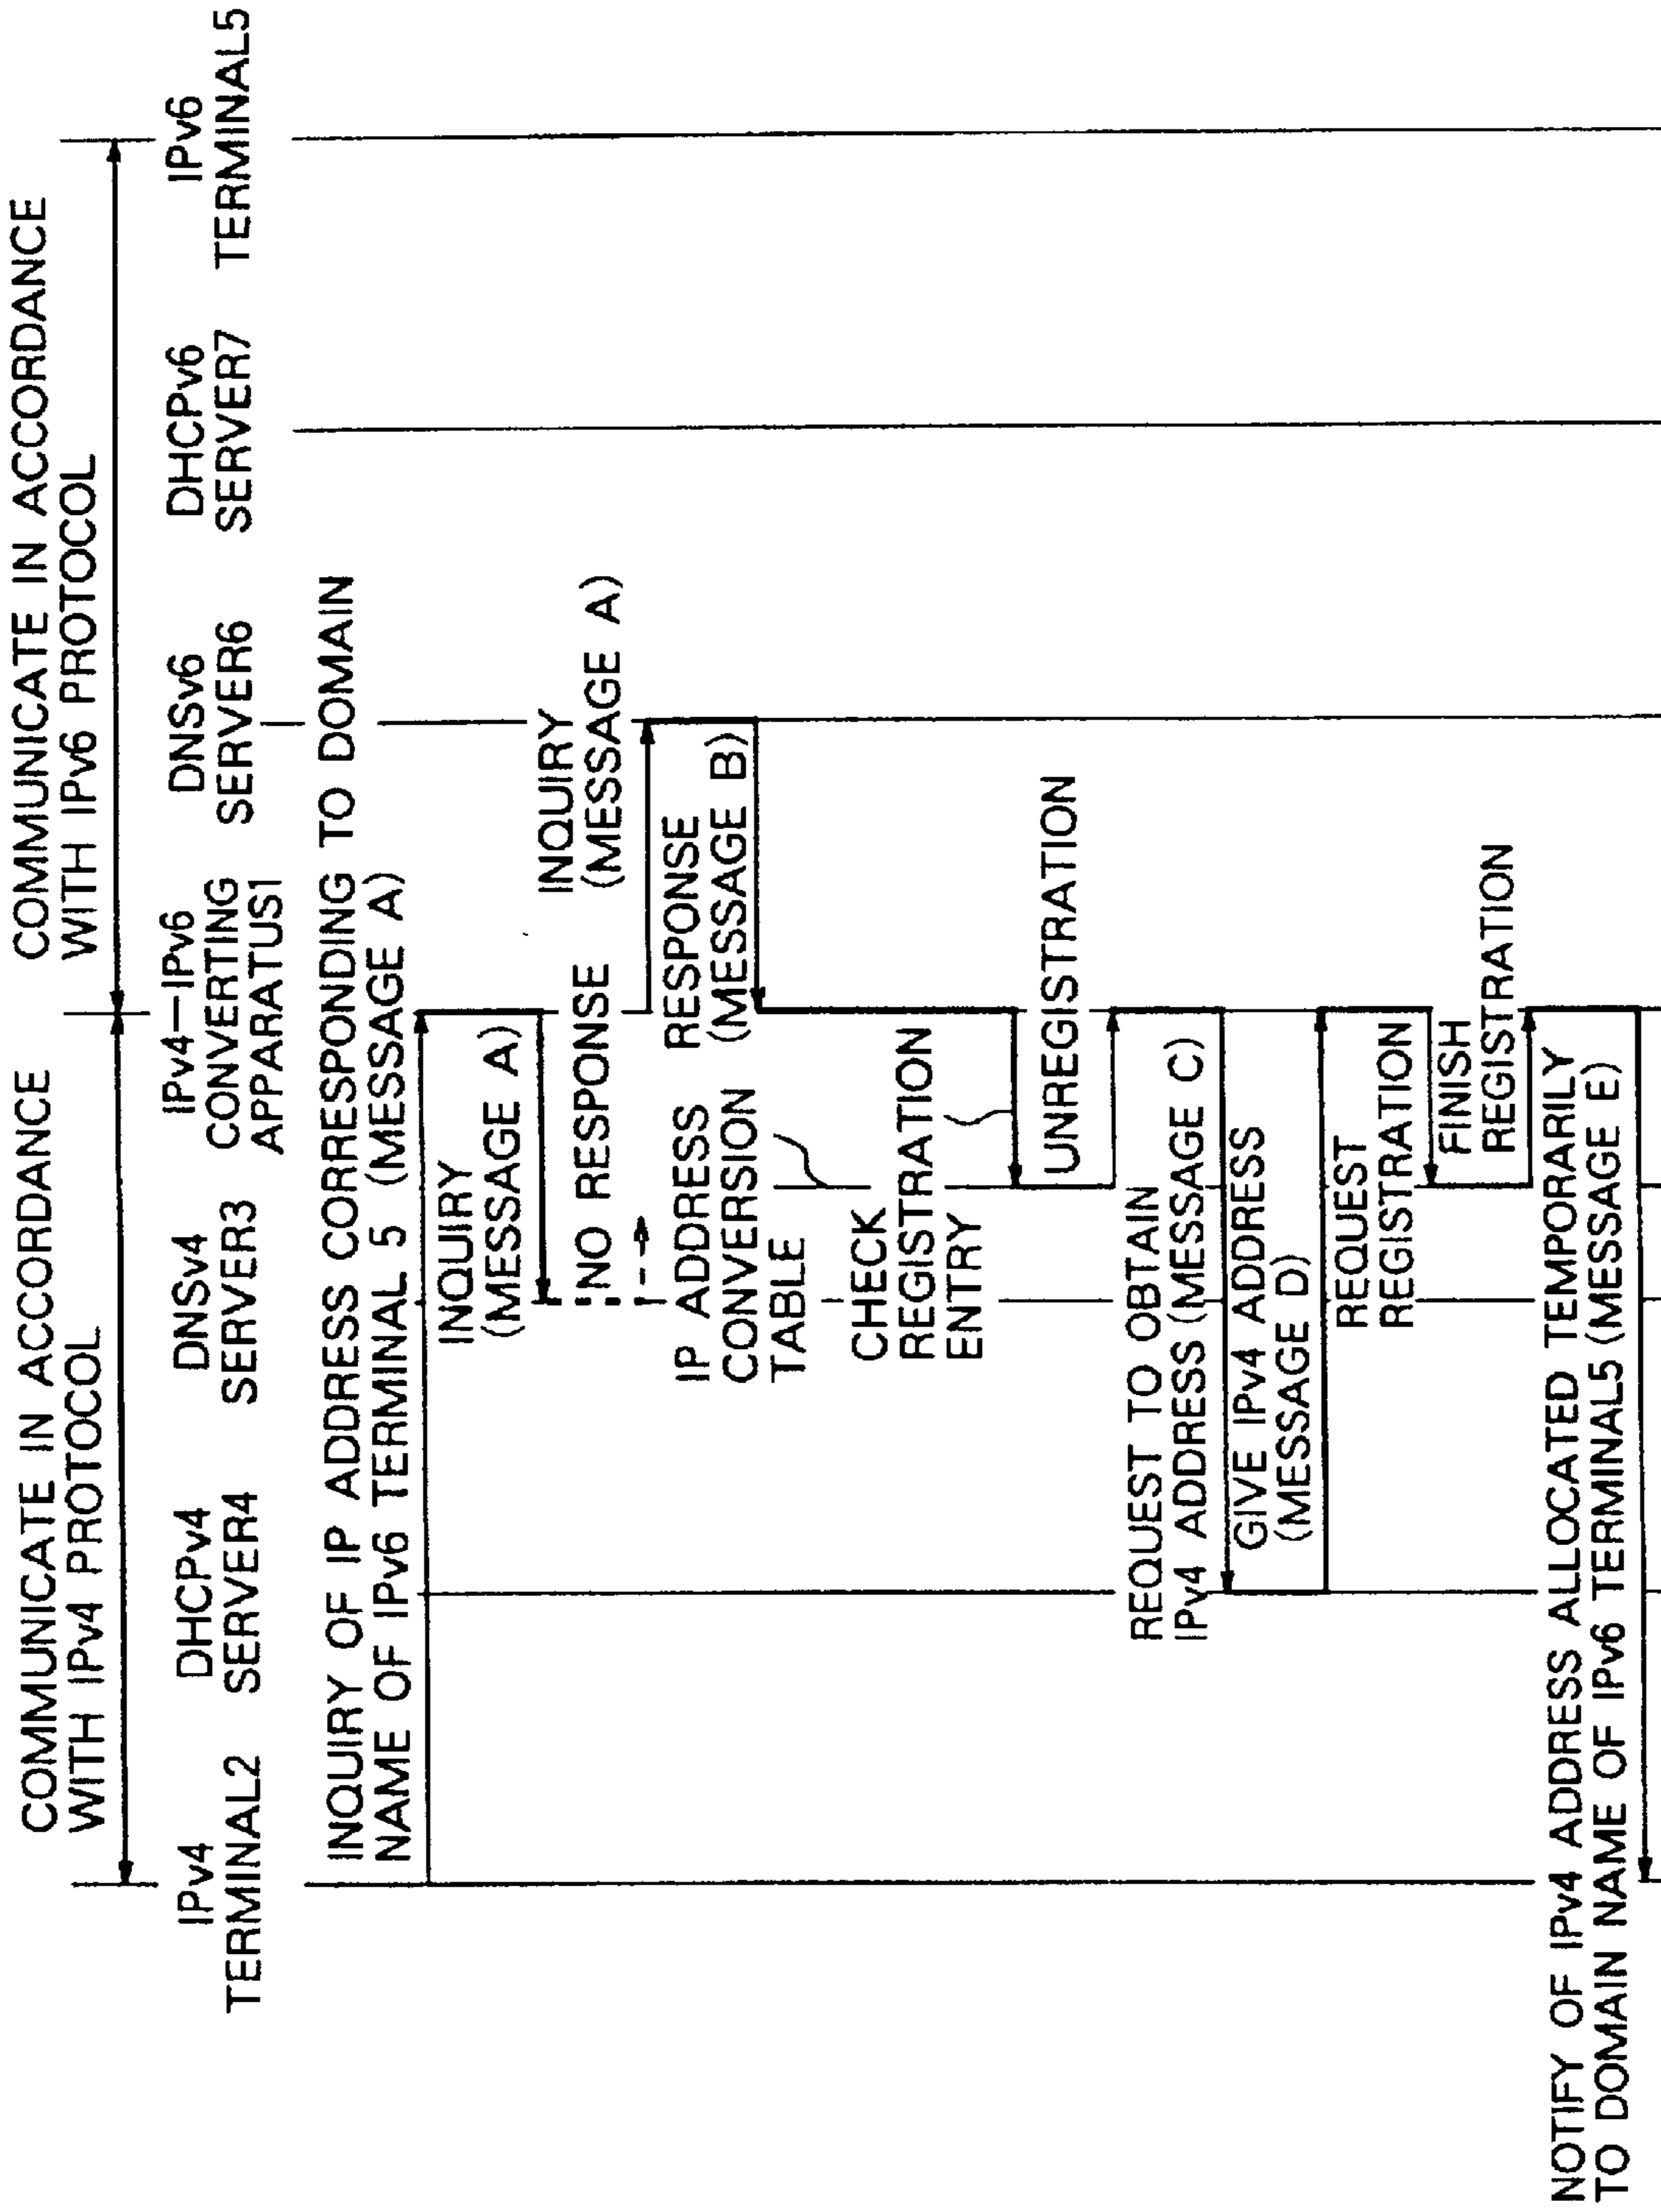 COMMUNICATE IN ACCORDANCE
WITH IPv4 PROTOCOL
COMMUNICATE IN ACCORDANCE
WITH IPv6 PROTOCOL
IPv4
TERMINAL2
DHCPv4
SERVER4
DNSv4
SERVER3
IPv4—IPv6
CONVERTING
APPARATUS1
DNSv6
SERVER6
DHCPv6
SERVER7
IPv6
TERMINAL5
INQUIRY OF IP ADDRESS CORRESPONDING TO DOMAIN
NAME OF IPv6 TERMINAL 5 (MESSAGE A)
INQUIRY
(MESSAGE A)
NO RESPONSE
INQUIRY
(MESSAGE A)
RESPONSE
(MESSAGE B)
IP ADDRESS
CONVERSION
TABLE
CHECK
REGISTRATION
ENTRY
UNREGISTRATION
REQUEST TO OBTAIN
IPv4 ADDRESS (MESSAGE C)
GIVE IPv4 ADDRESS
(MESSAGE D)
REQUEST
REGISTRATION
FINISH
REGISTRATION
NOTIFY OF IPv4 ADDRESS ALLOCATED TEMPORARILY
TO DOMAIN NAME OF IPv6 TERMINAL5 (MESSAGE E)